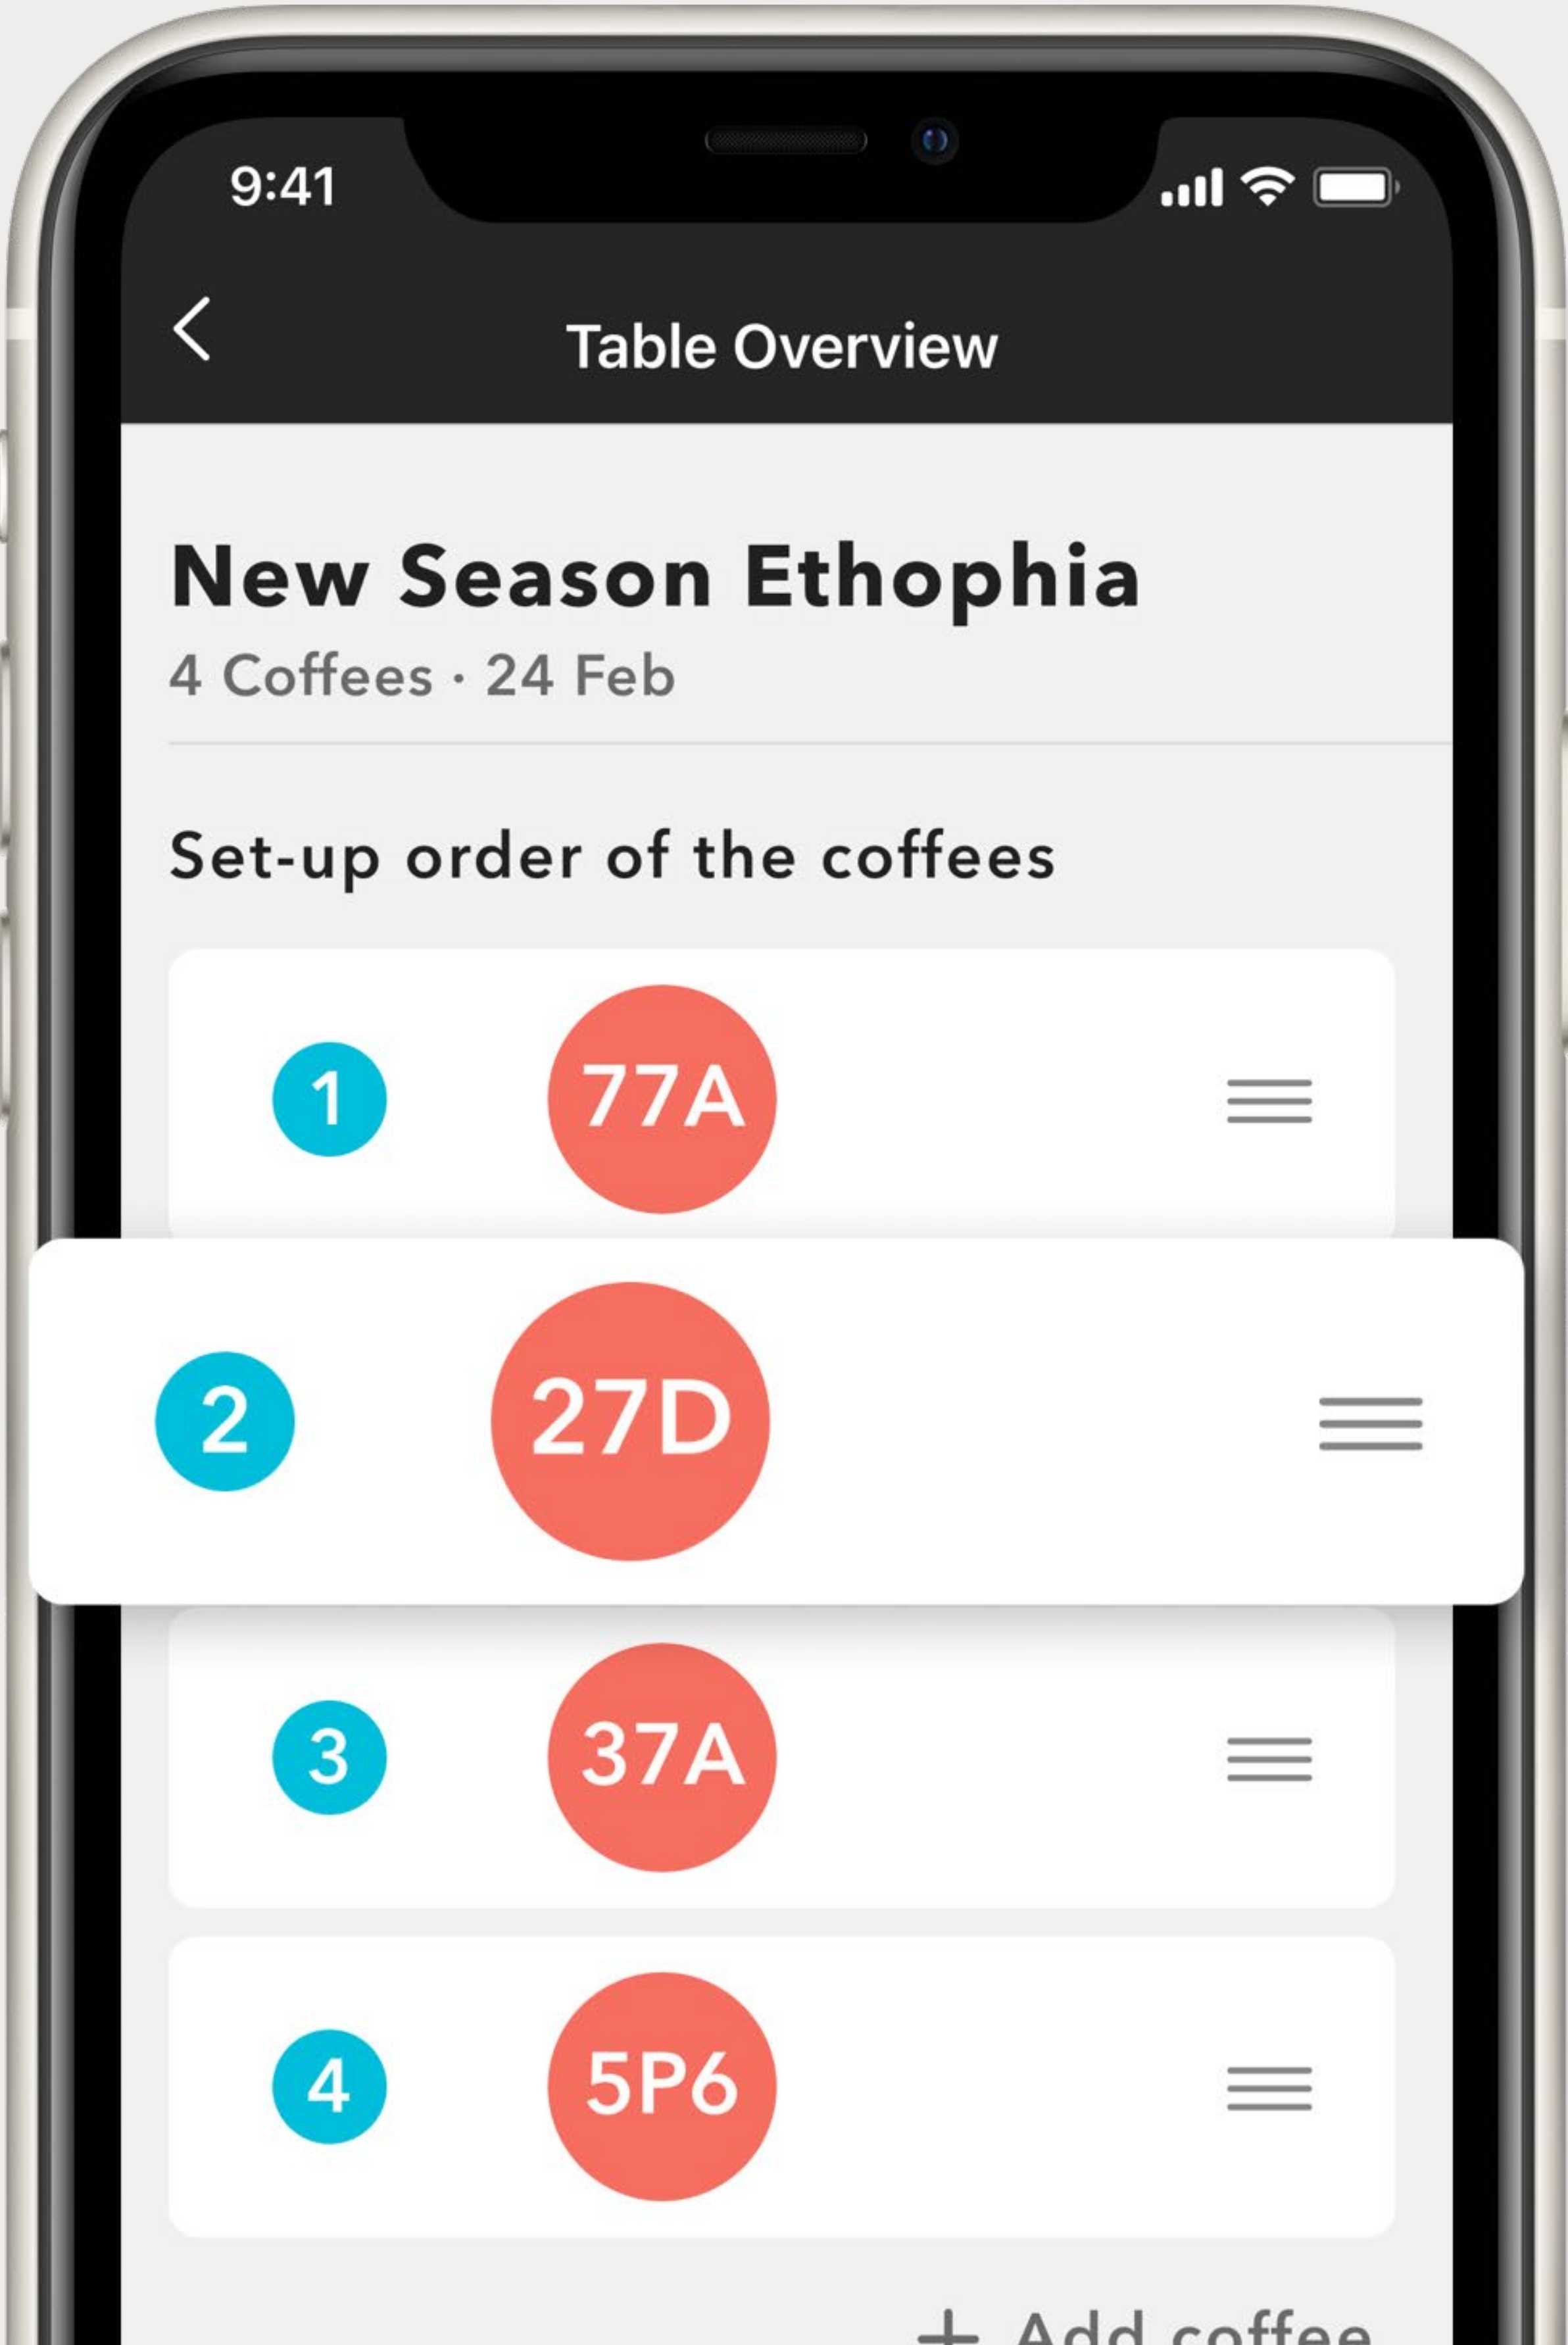 9:41
Table Overview
New Season Ethophia
4 Coffees · 24 Feb
Set-up order of the coffees
1 77A
2 27D
3 37A
4 5P6
+ Add coffee